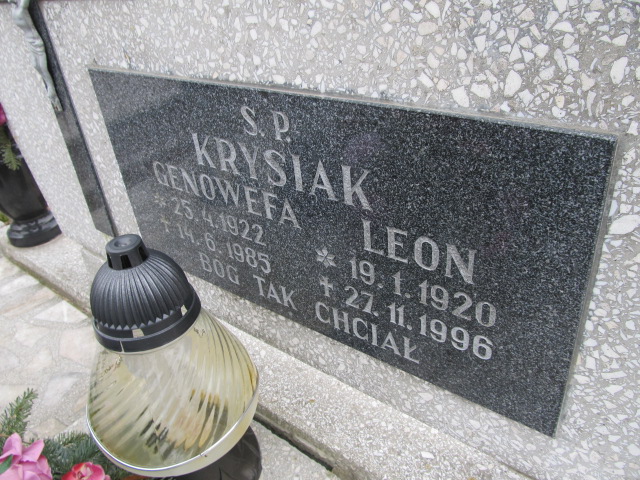 S.P.
KRYSIAK
GENOWEFA
* 25.4.1922
+ 14.6.1985
LEON
* 19.1.1920
+ 27.11.1996
BÓG TAK CHCIAŁ